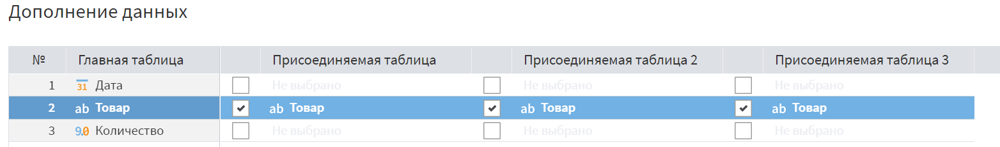 Дополнение данных
№ Главная таблица Присоединяемая таблица Присоединяемая таблица 2 Присоединяемая таблица 3
1 31 Дата Не выбрано Не выбрано Не выбрано
2 ab Товар ab Товар ab Товар ab Товар
3 9.0 Количество Не выбрано Не выбрано Не выбрано